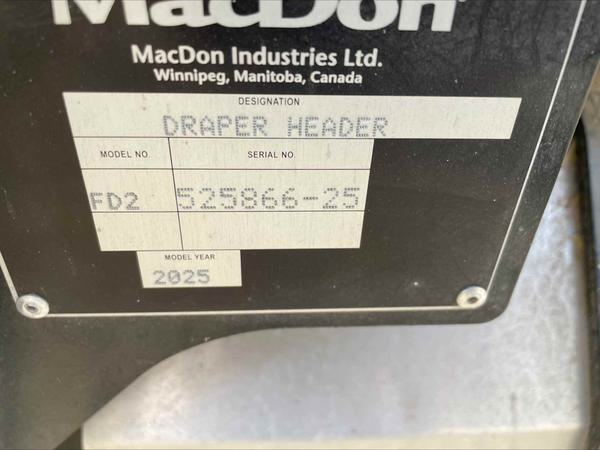 MacDon
MacDon Industries Ltd.
Winnipeg, Manitoba, Canada
DESIGNATION
DRAPER HEADER
MODEL NO. SERIAL NO.
FD2 525866-25
MODEL YEAR
2025